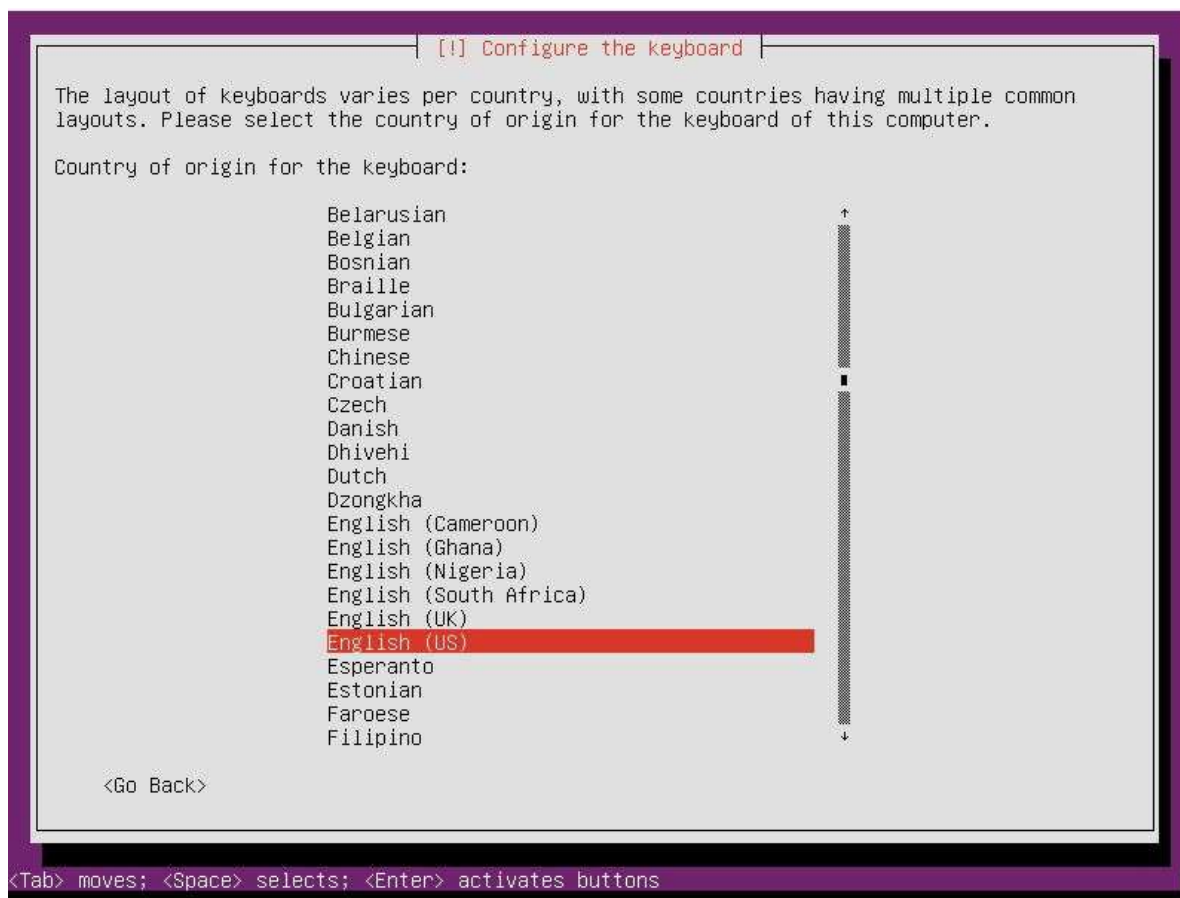 [!] Configure the keyboard
The layout of keyboards varies per country, with some countries having multiple common
layouts. Please select the country of origin for the keyboard of this computer.
Country of origin for the keyboard:
Belarusian
Belgian
Bosnian
Braille
Bulgarian
Burmese
Chinese
Croatian
Czech
Danish
Dhivehi
Dutch
Dzongkha
English (Cameroon)
English (Ghana)
English (Nigeria)
English (South Africa)
English (UK)
English (US)
Esperanto
Estonian
Faroese
Filipino
<Go Back>
<Tab> moves; <Space> selects; <Enter> activates buttons